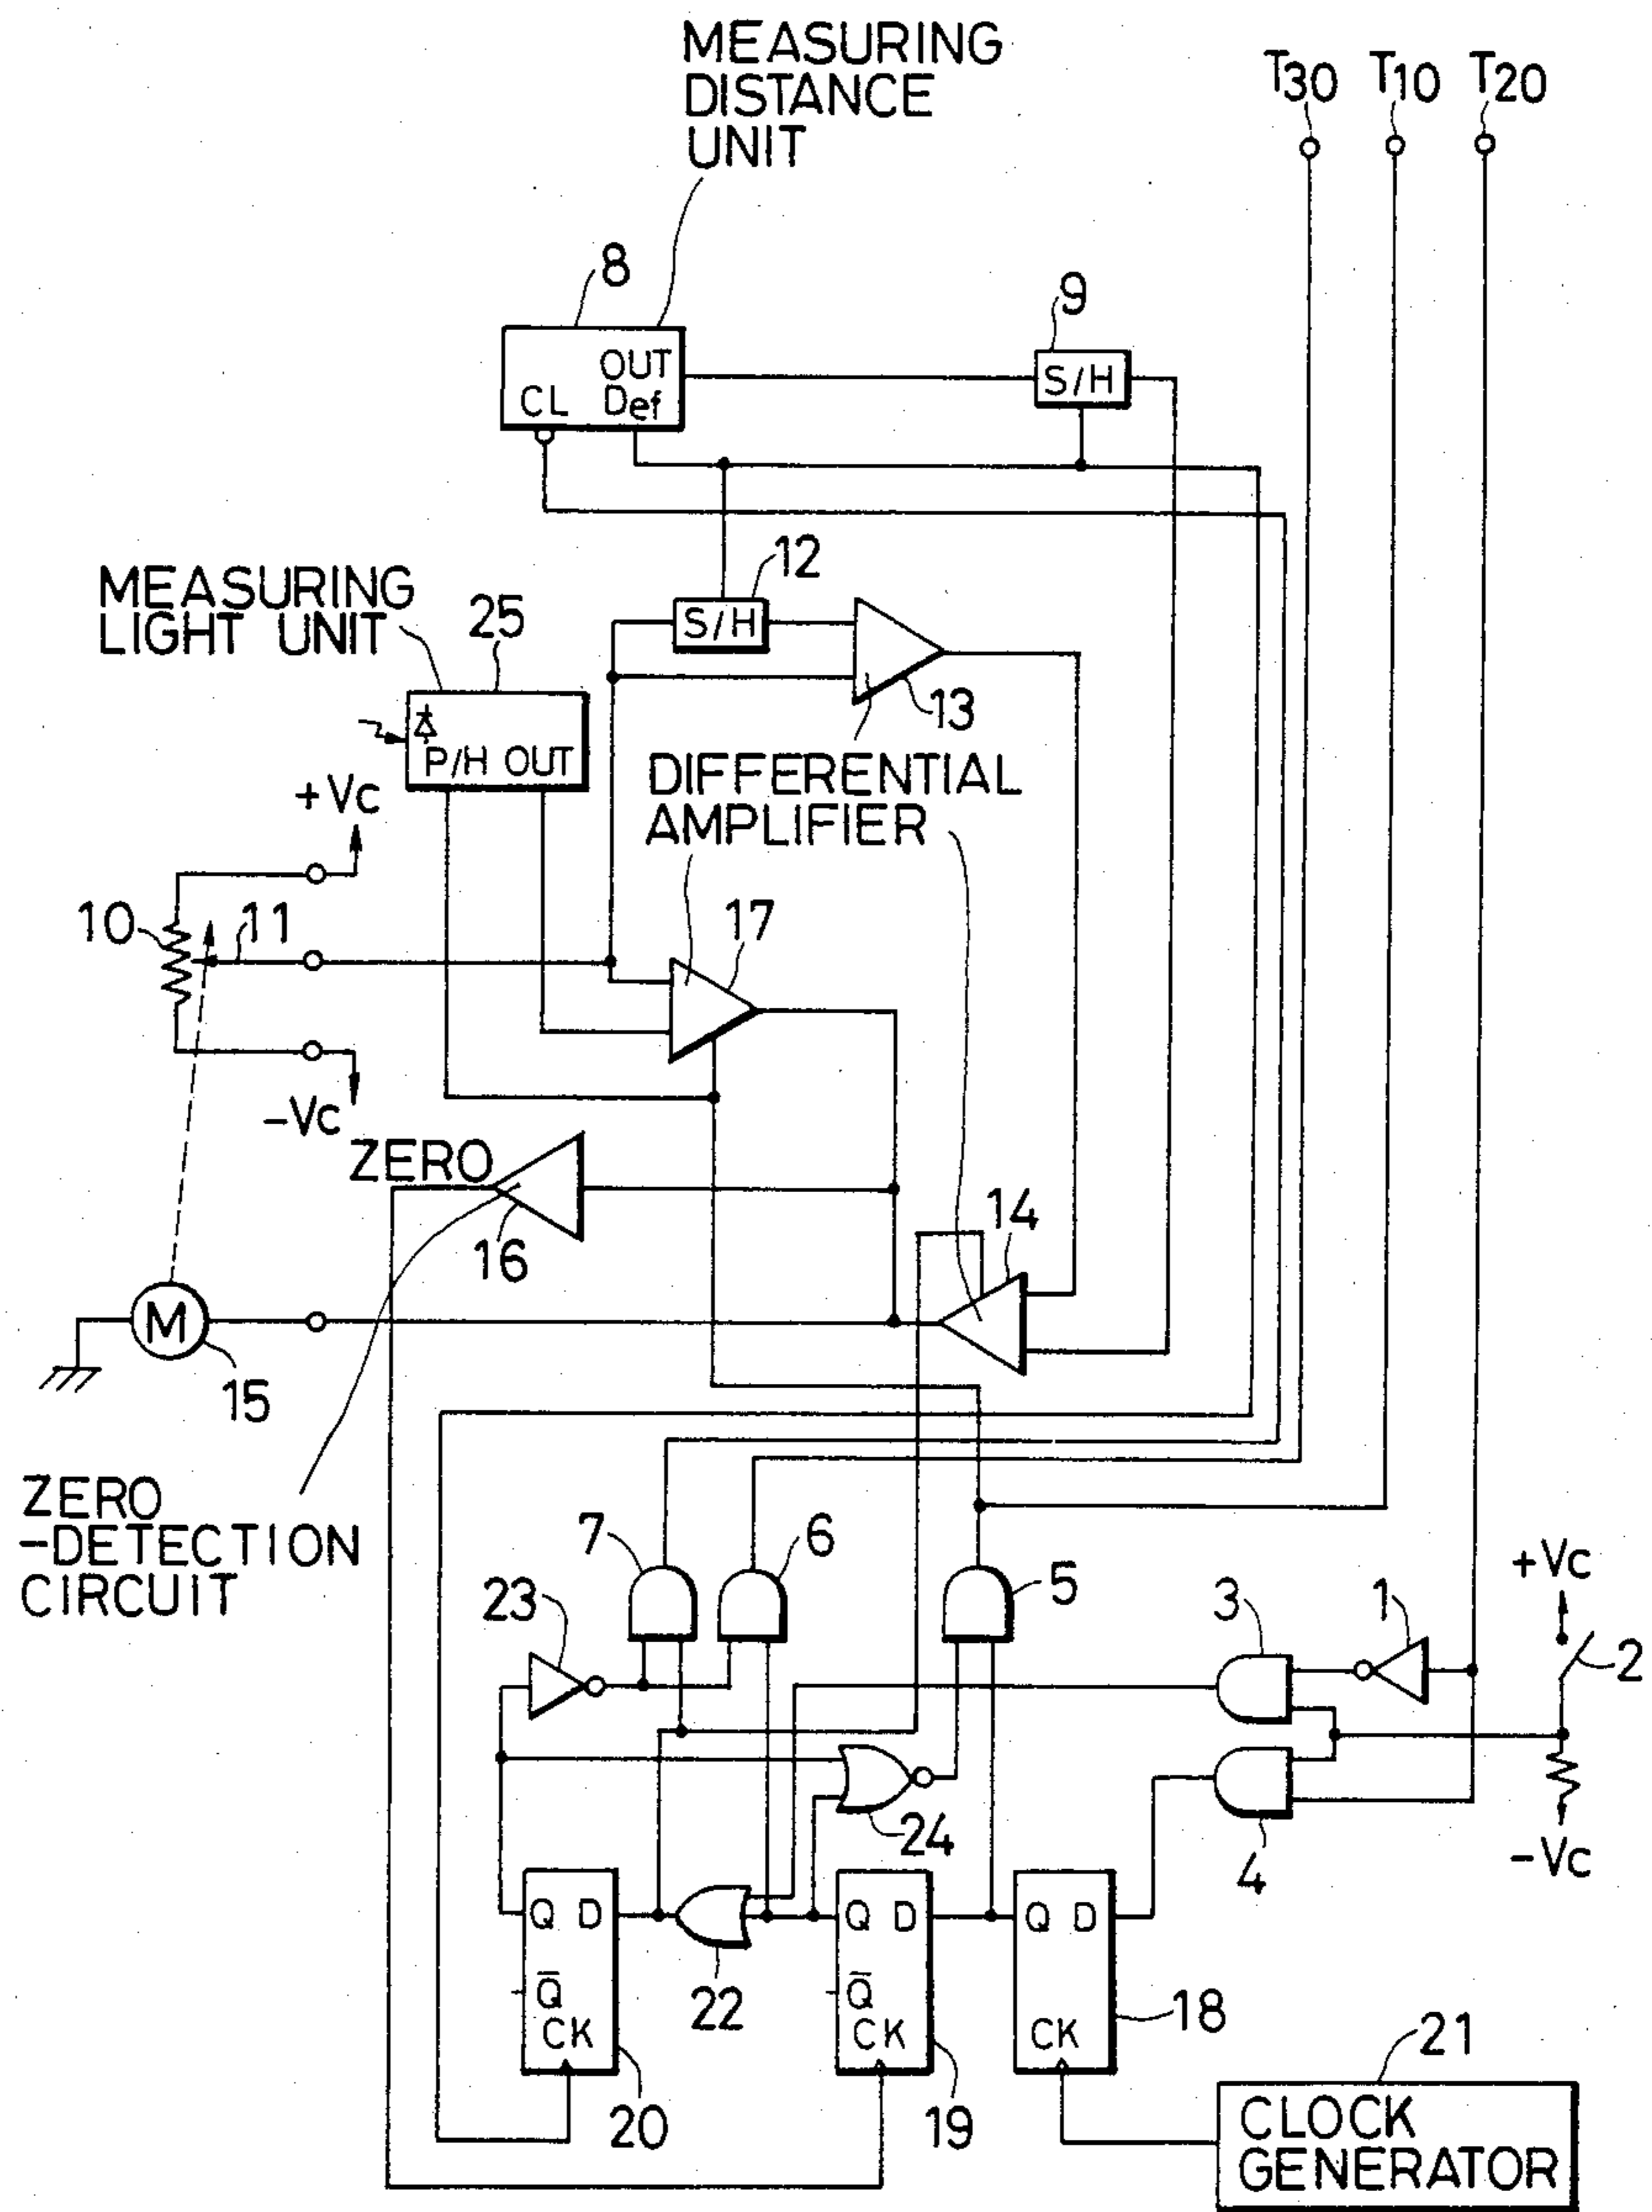 MEASURING
DISTANCE
UNIT
T30 T10 T20
8
9
OUT
CL Def
S/H
12
MEASURING
LIGHT UNIT
25
S/H
13
P/H OUT
DIFFERENTIAL
AMPLIFIER
+Vc
10
11
17
-Vc
ZERO
16
14
M
15
ZERO
-DETECTION
CIRCUIT
7
6
5
23
3
1
+Vc
2
24
4
-Vc
Q D
Q D
Q D
22
Q̅
Q̅
CK
CK
CK
18
20
19
21
CLOCK
GENERATOR